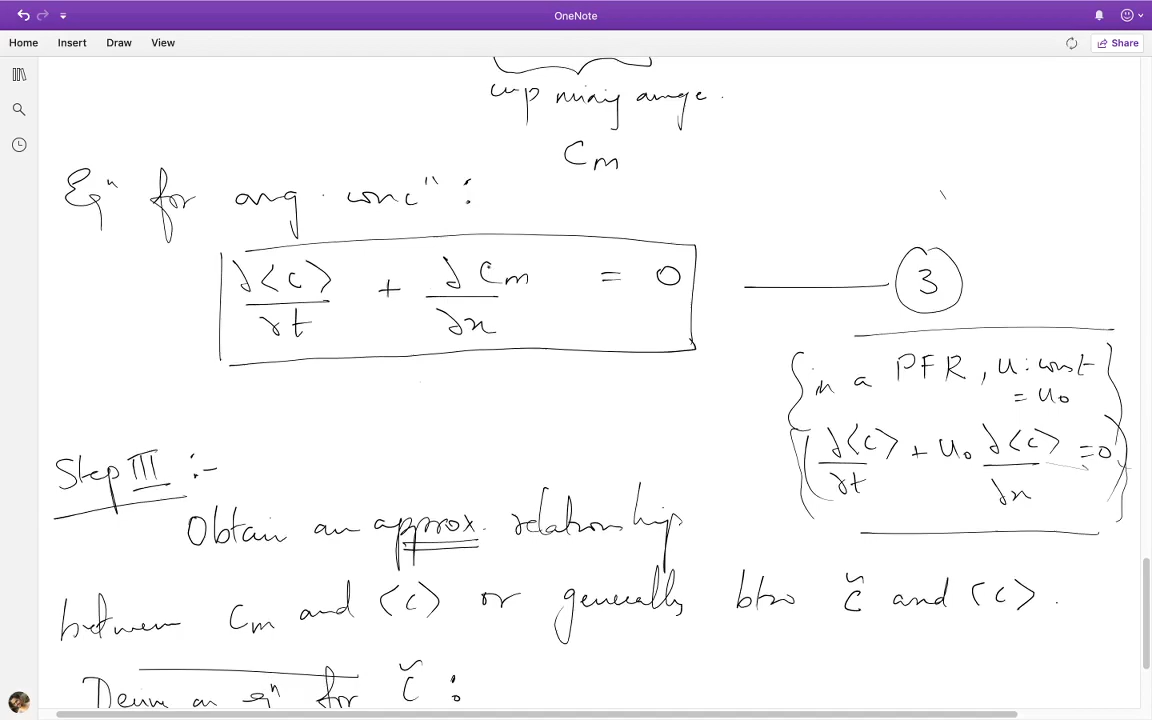 OneNote
Home Insert Draw View
Share
cup mixing average.
Cm
Eqⁿ for avg. concⁿ :
∂⟨c⟩/∂t + ∂Cm/∂x = 0 ——— 3
in a PFR, u: const
= u₀
∂⟨c⟩/∂t + u₀ ∂⟨c⟩/∂x = 0
Step III :-
Obtain an approx. relationship
between Cm and ⟨c⟩ or generally btw c̆ and ⟨c⟩.
Derive an eqⁿ for c̆ :